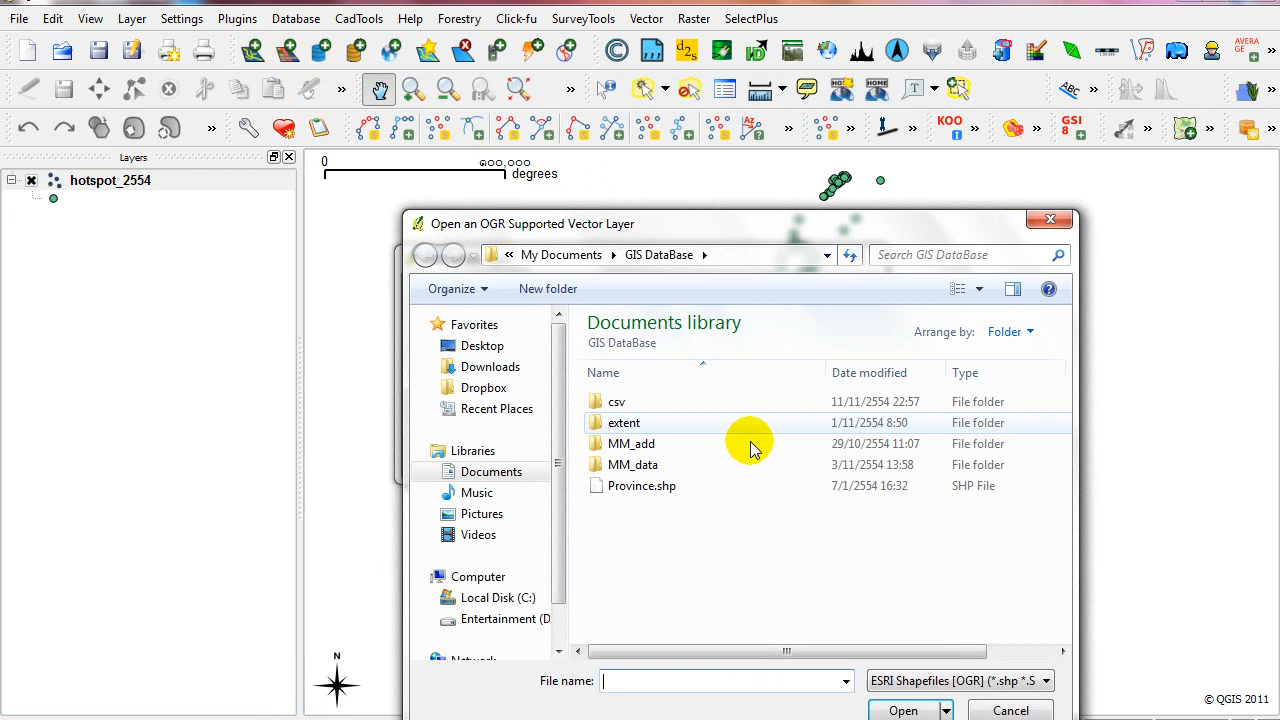 File Edit View Layer Settings Plugins Database CadTools Help Forestry Click-fu SurveyTools Vector Raster SelectPlus
d2s AVERAGE
HOME T ABC
KOO GSI 8
Layers
hotspot_2554
0 ๑๐๐,๐๐๐
degrees
Open an OGR Supported Vector Layer
« My Documents GIS DataBase Search GIS DataBase
Organize New folder
Favorites
Desktop
Downloads
Dropbox
Recent Places
Libraries
Documents
Music
Pictures
Videos
Computer
Local Disk (C:)
Entertainment (D
Documents library
GIS DataBase
Arrange by: Folder
Name Date modified Type
csv 11/11/2554 22:57 File folder
extent 1/11/2554 8:50 File folder
MM_add 29/10/2554 11:07 File folder
MM_data 3/11/2554 13:58 File folder
Province.shp 7/1/2554 16:32 SHP File
File name: ESRI Shapefiles [OGR] (*.shp *.S
Open Cancel
N
© QGIS 2011